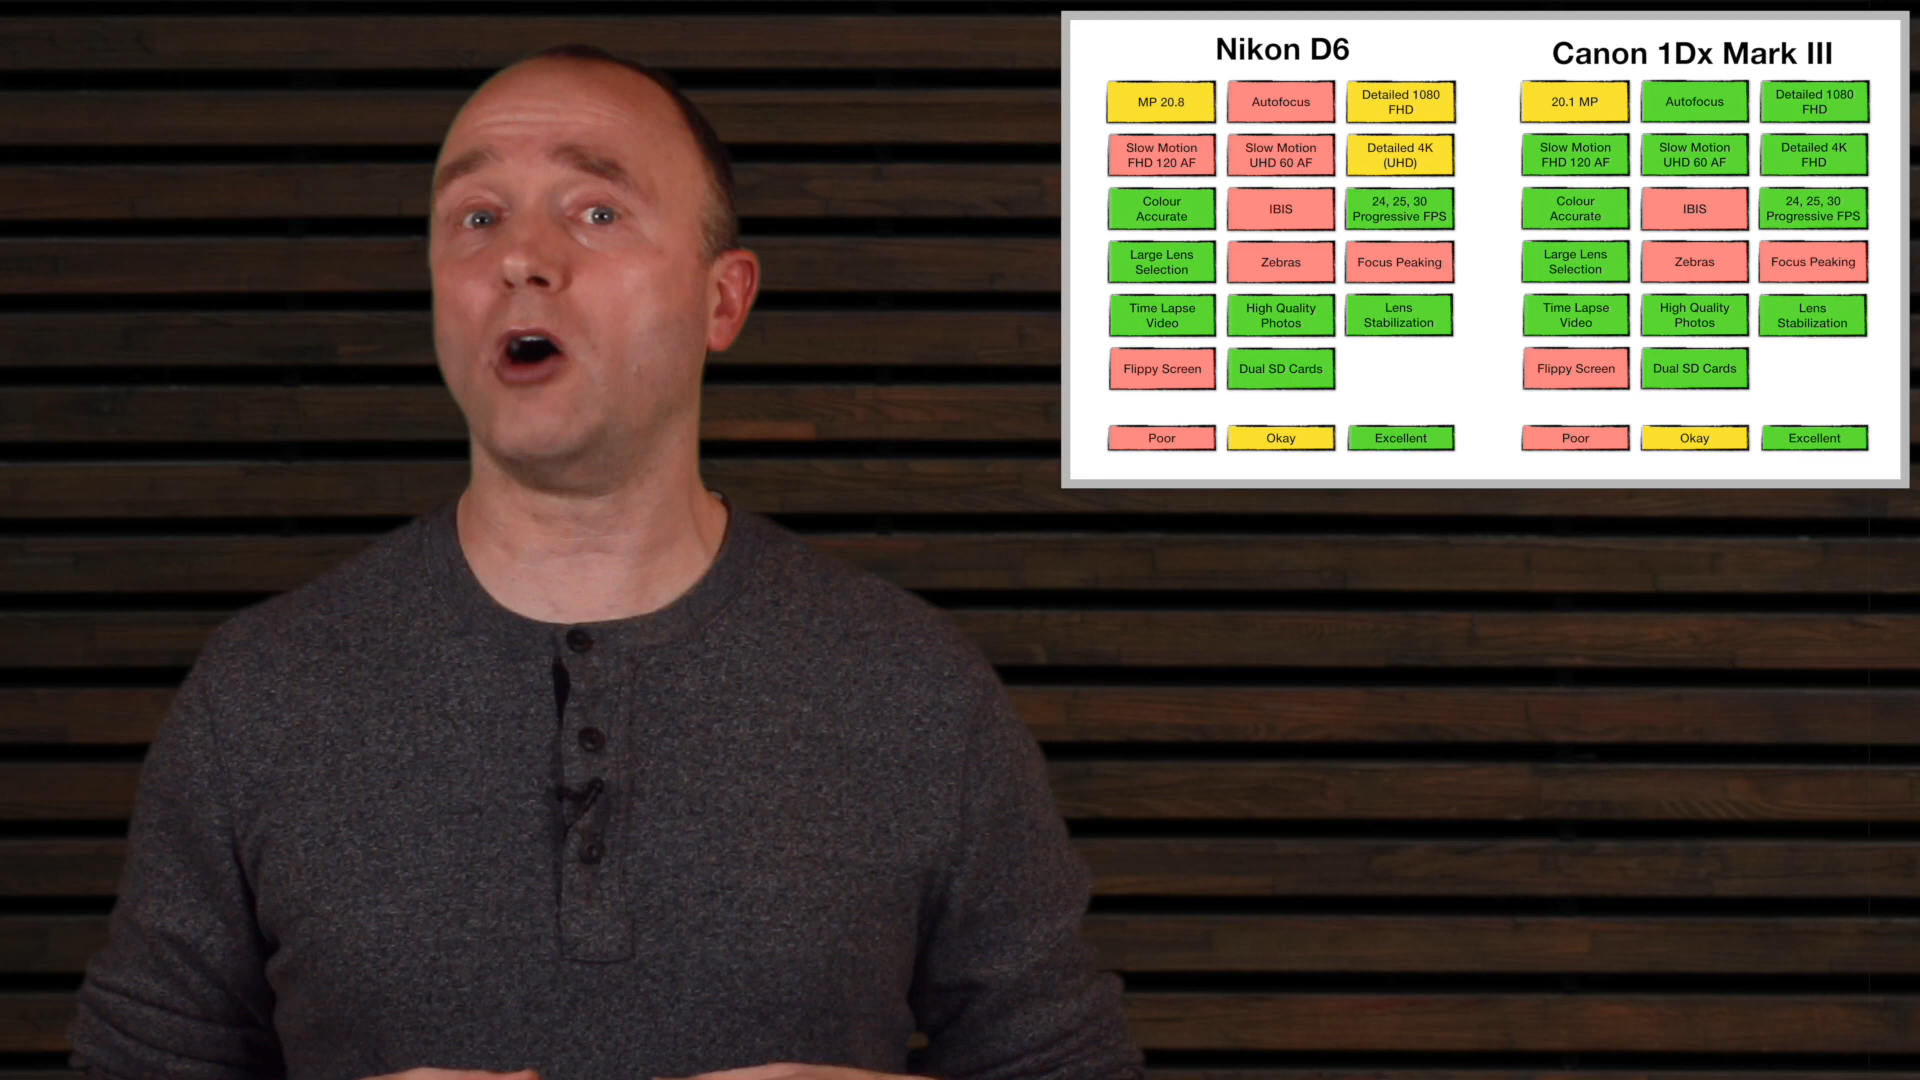 Nikon D6
MP 20.8
Autofocus
Detailed 1080
FHD
Slow Motion
FHD 120 AF
Slow Motion
UHD 60 AF
Detailed 4K
(UHD)
Colour
Accurate
IBIS
24, 25, 30
Progressive FPS
Large Lens
Selection
Zebras
Focus Peaking
Time Lapse
Video
High Quality
Photos
Lens
Stabilization
Flippy Screen
Dual SD Cards
Poor
Okay
Excellent
Canon 1Dx Mark III
20.1 MP
Autofocus
Detailed 1080
FHD
Slow Motion
FHD 120 AF
Slow Motion
UHD 60 AF
Detailed 4K
FHD
Colour
Accurate
IBIS
24, 25, 30
Progressive FPS
Large Lens
Selection
Zebras
Focus Peaking
Time Lapse
Video
High Quality
Photos
Lens
Stabilization
Flippy Screen
Dual SD Cards
Poor
Okay
Excellent